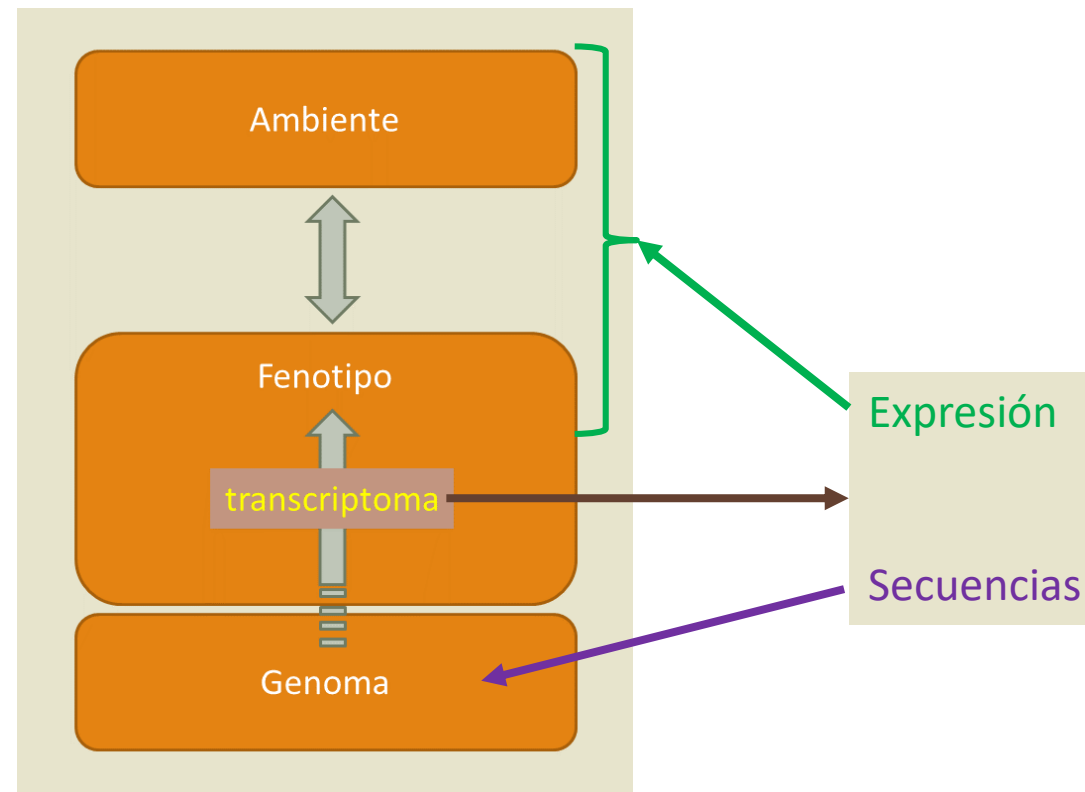 Ambiente
Fenotipo
transcriptoma
Genoma
Expresión
Secuencias